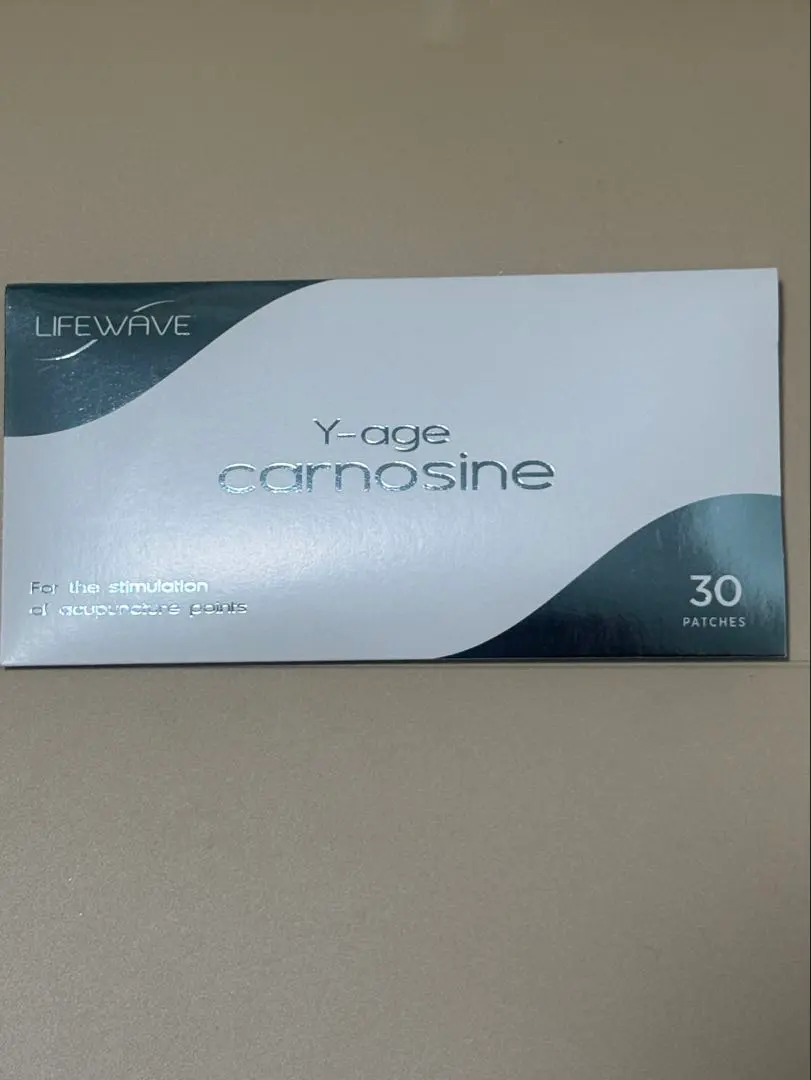 LIFEWAVE
Y-age
carnosine
For the stimulation
of acupuncture points
30
PATCHES